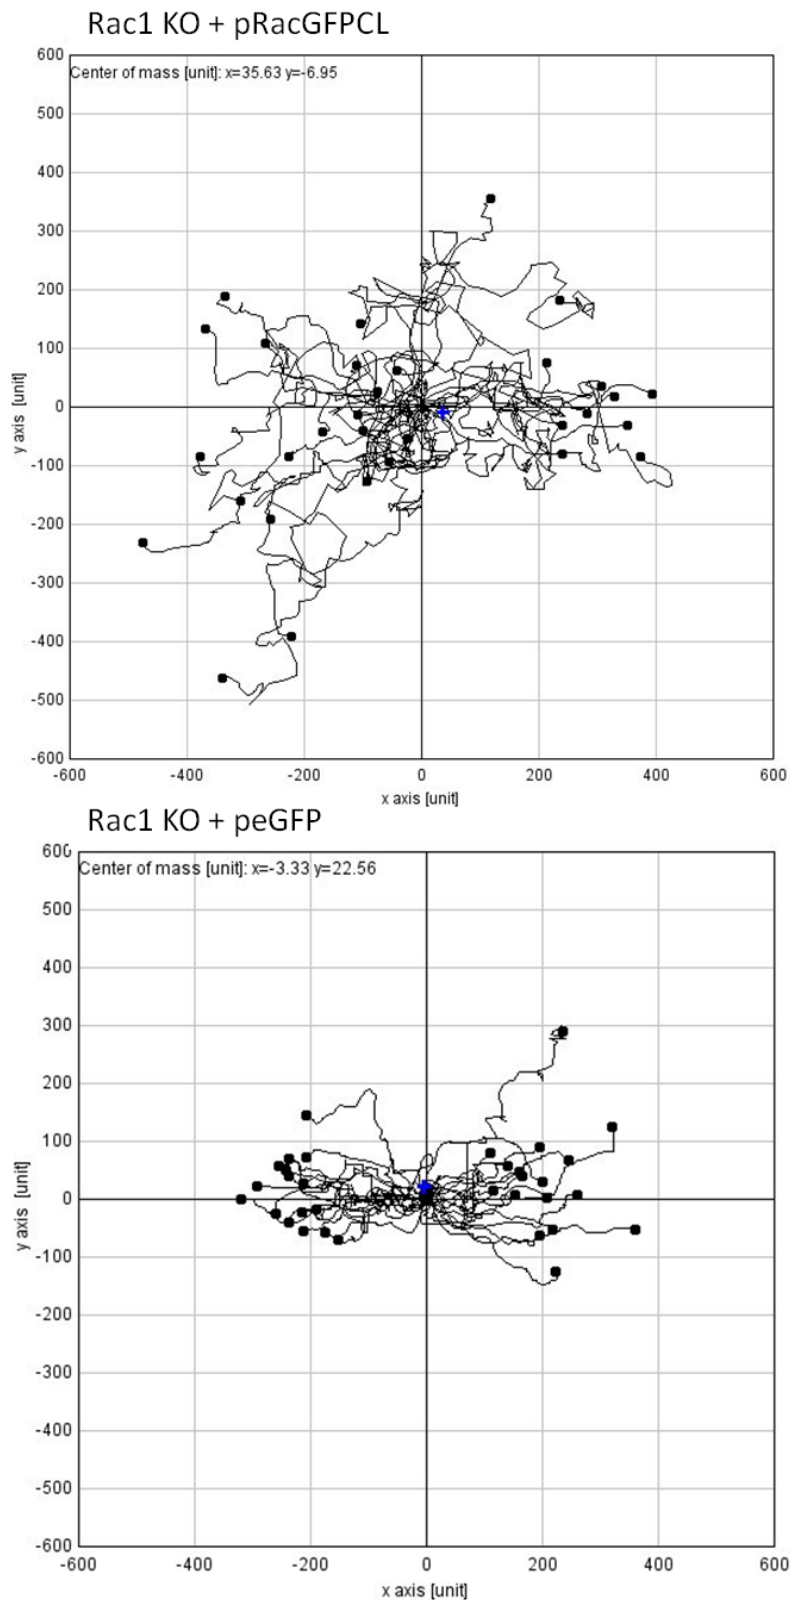 Rac1 KO + pRacGFPCL
Center of mass [unit]: x=35.63 y=-6.95
600
500
400
300
200
100
0
-100
-200
-300
-400
-500
-600
y axis [unit]
-600 -400 -200 0 200 400 600
x axis [unit]
Rac1 KO + peGFP
Center of mass [unit]: x=-3.33 y=22.56
600
500
400
300
200
100
0
-100
-200
-300
-400
-500
-600
y axis [unit]
-600 -400 -200 0 200 400 600
x axis [unit]